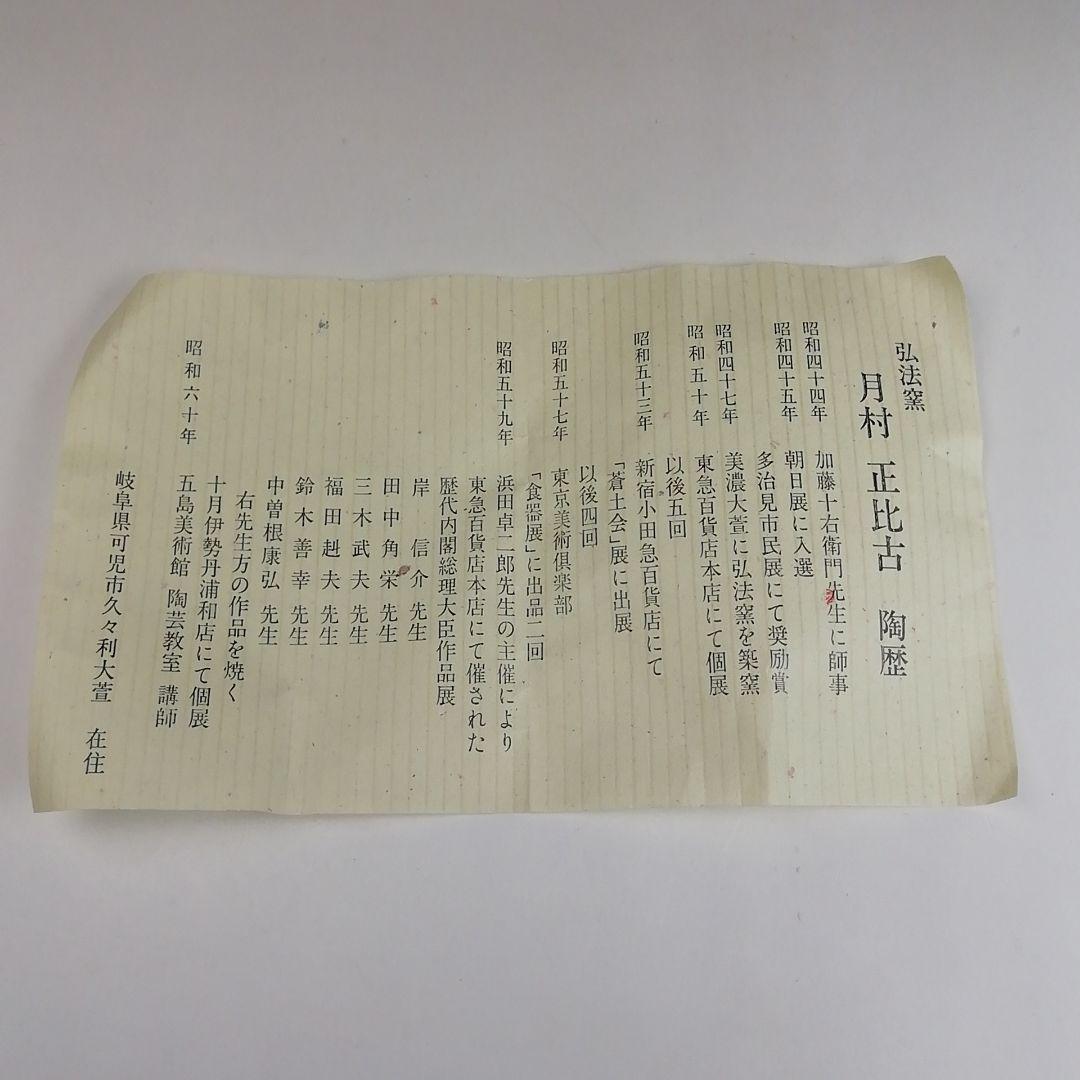 弘法窯
月村 正比古 陶歴
昭和四十四年 加藤十右衛門先生に師事
朝日展に入選
昭和四十五年 多治見市民展にて奨励賞
昭和四十七年 美濃大萱に弘法窯を築窯
昭和五十年 東急百貨店本店にて個展
以後五回
昭和五十三年 新宿小田急百貨店にて
「蒼土会」展に出展
以後四回
昭和五十七年 東京美術倶楽部
「食器展」に出品二回
昭和五十九年 浜田卓二郎先生の主催により
東急百貨店本店にて催された
歴代内閣総理大臣作品展
岸 信介 先生
田中角栄 先生
三木武夫 先生
福田赳夫 先生
鈴木善幸 先生
中曽根康弘 先生
右先生方の作品を焼く
昭和六十年 十月伊勢丹浦和店にて個展
五島美術館 陶芸教室 講師
岐阜県可児市久々利大萱 在住